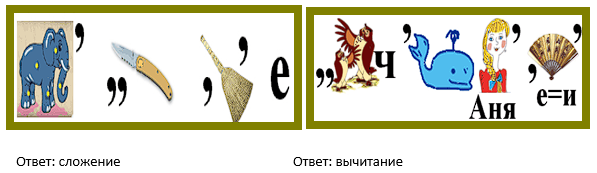 ’ ,, , ’ е
,, ч ’ ’ , ’
Аня е=и
Ответ: сложение Ответ: вычитание